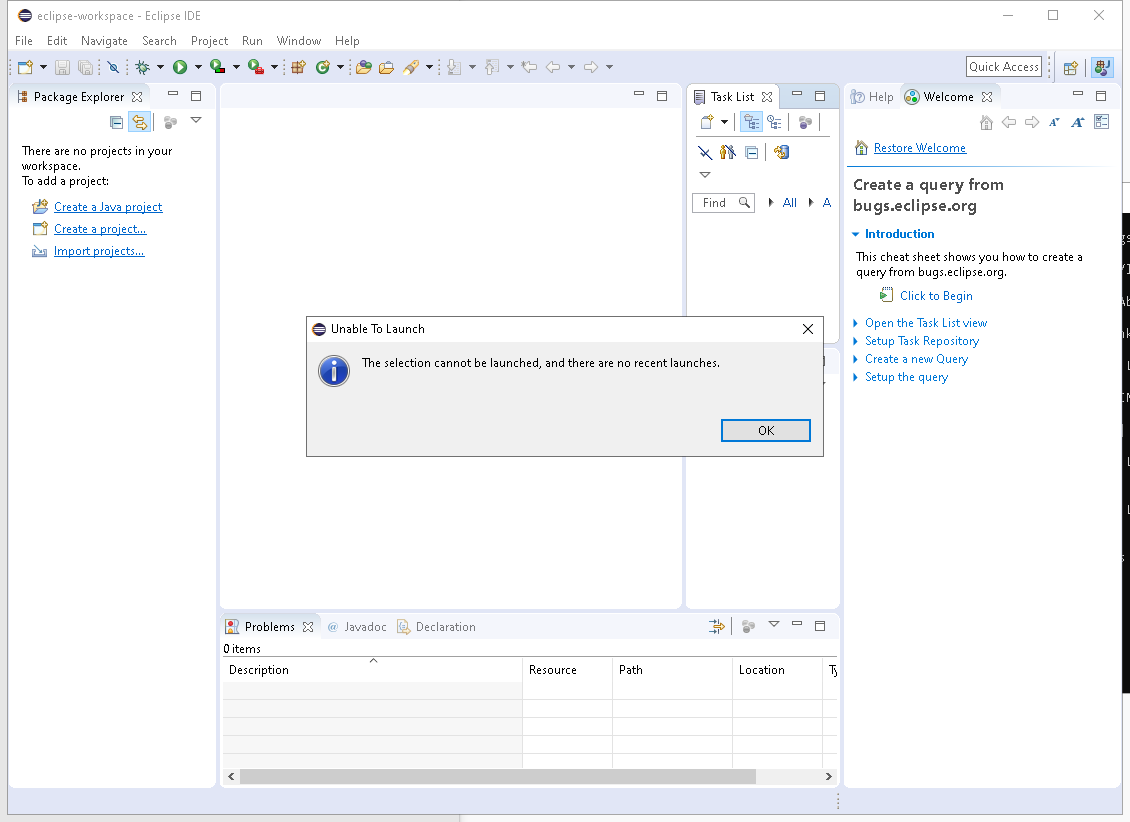 eclipse-workspace - Eclipse IDE
File Edit Navigate Search Project Run Window Help
Quick Access
Package Explorer
There are no projects in your
workspace.
To add a project:
Create a Java project
Create a project...
Import projects...
Task List
Find
All
A
Help
Welcome
Restore Welcome
Create a query from
bugs.eclipse.org
Introduction
This cheat sheet shows you how to create a
query from bugs.eclipse.org.
Click to Begin
Open the Task List view
Setup Task Repository
Create a new Query
Setup the query
Unable To Launch
The selection cannot be launched, and there are no recent launches.
OK
Problems @ Javadoc Declaration
0 items
Description Resource Path Location Ty